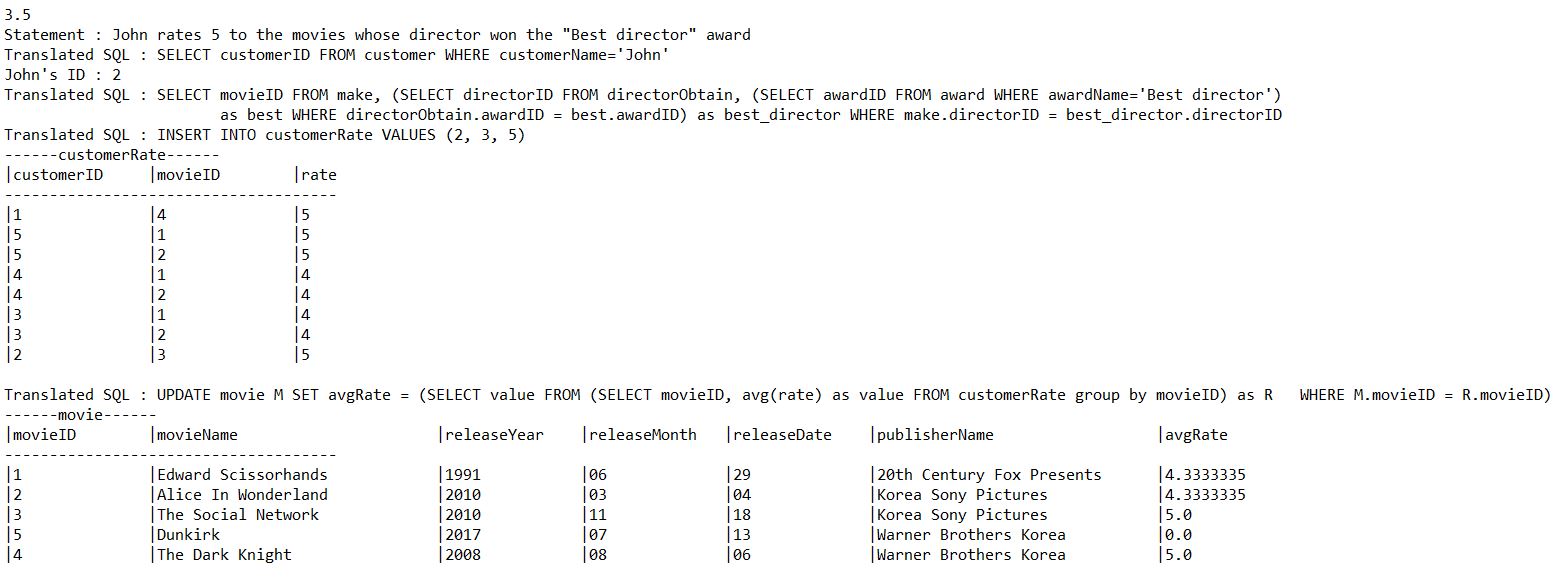 3.5
Statement : John rates 5 to the movies whose director won the "Best director" award
Translated SQL : SELECT customerID FROM customer WHERE customerName='John'
John's ID : 2
Translated SQL : SELECT movieID FROM make, (SELECT directorID FROM directorObtain, (SELECT awardID FROM award WHERE awardName='Best director')
                        as best WHERE directorObtain.awardID = best.awardID) as best_director WHERE make.directorID = best_director.directorID
Translated SQL : INSERT INTO customerRate VALUES (2, 3, 5)
------customerRate------
|customerID     |movieID        |rate
-------------------------------------
|1              |4              |5
|5              |1              |5
|5              |2              |5
|4              |1              |4
|4              |2              |4
|3              |1              |4
|3              |2              |4
|2              |3              |5

Translated SQL : UPDATE movie M SET avgRate = (SELECT value FROM (SELECT movieID, avg(rate) as value FROM customerRate group by movieID) as R   WHERE M.movieID = R.movieID)
------movie------
|movieID        |movieName                      |releaseYear    |releaseMonth   |releaseDate    |publisherName                  |avgRate
-------------------------------------
|1              |Edward Scissorhands            |1991           |06             |29             |20th Century Fox Presents      |4.3333335
|2              |Alice In Wonderland            |2010           |03             |04             |Korea Sony Pictures            |4.3333335
|3              |The Social Network             |2010           |11             |18             |Korea Sony Pictures            |5.0
|5              |Dunkirk                        |2017           |07             |13             |Warner Brothers Korea          |0.0
|4              |The Dark Knight                |2008           |08             |06             |Warner Brothers Korea          |5.0